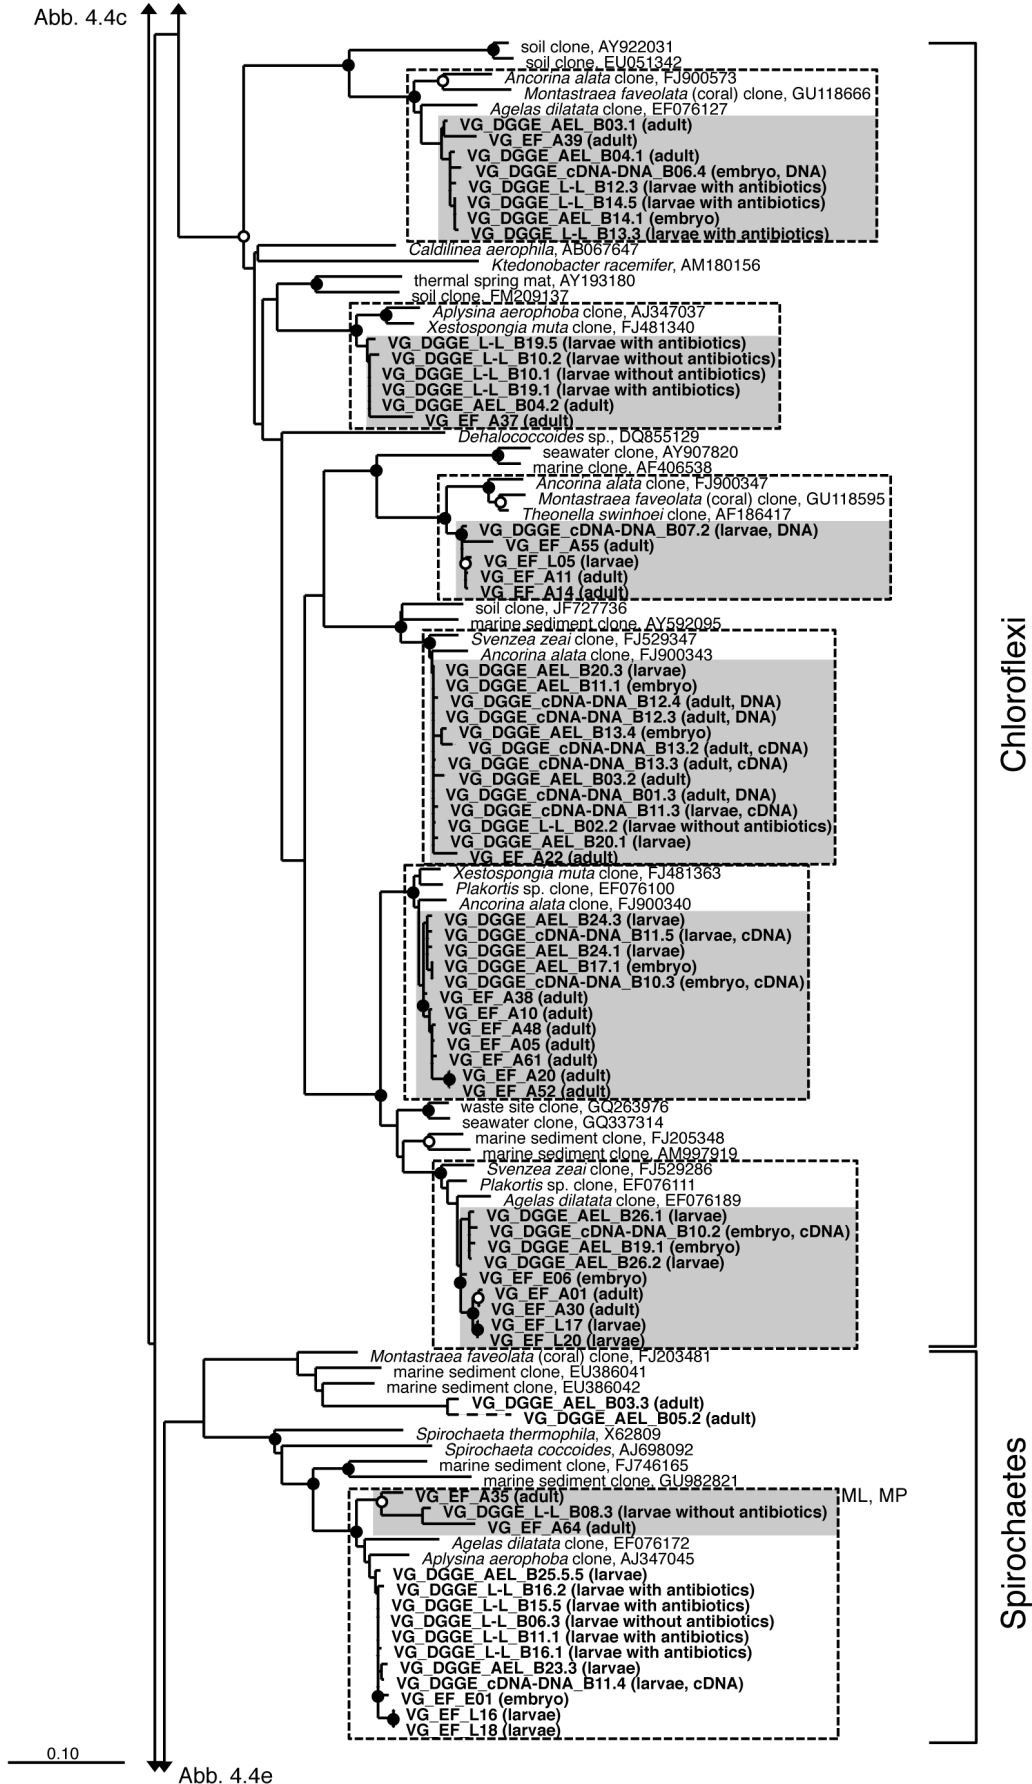 Abb. 4.4c
soil clone, AY922031
soil clone, EU051342
Ancorina alata clone, FJ900573
Montastraea faveolata (coral) clone, GU118666
Agelas dilatata clone, EF076127
VG_DGGE_AEL_B03.1 (adult)
VG_EF_A39 (adult)
VG_DGGE_AEL_B04.1 (adult)
VG_DGGE_cDNA-DNA_B06.4 (embryo, DNA)
VG_DGGE_L-L_B12.3 (larvae with antibiotics)
VG_DGGE_L-L_B14.5 (larvae with antibiotics)
VG_DGGE_AEL_B14.1 (embryo)
VG_DGGE_L-L_B13.3 (larvae with antibiotics)
Caldilinea aerophila, AB067647
Ktedonobacter racemifer, AM180156
thermal spring mat, AY193180
soil clone, FM209137
Aplysina aerophoba clone, AJ347037
Xestospongia muta clone, FJ481340
VG_DGGE_L-L_B19.5 (larvae with antibiotics)
VG_DGGE_L-L_B10.2 (larvae without antibiotics)
VG_DGGE_L-L_B10.1 (larvae without antibiotics)
VG_DGGE_L-L_B19.1 (larvae with antibiotics)
VG_DGGE_AEL_B04.2 (adult)
VG_EF_A37 (adult)
Dehalococcoides sp., DQ855129
seawater clone, AY907820
marine clone, AF406538
Ancorina alata clone, FJ900347
Montastraea faveolata (coral) clone, GU118595
Theonella swinhoei clone, AF186417
VG_DGGE_cDNA-DNA_B07.2 (larvae, DNA)
VG_EF_A55 (adult)
VG_EF_L05 (larvae)
VG_EF_A11 (adult)
VG_EF_A14 (adult)
soil clone, JF727736
marine sediment clone, AY592095
Svenzea zeai clone, FJ529347
Ancorina alata clone, FJ900343
VG_DGGE_AEL_B20.3 (larvae)
VG_DGGE_AEL_B11.1 (embryo)
VG_DGGE_cDNA-DNA_B12.4 (adult, DNA)
VG_DGGE_cDNA-DNA_B12.3 (adult, DNA)
VG_DGGE_AEL_B13.4 (embryo)
VG_DGGE_cDNA-DNA_B13.2 (adult, cDNA)
VG_DGGE_cDNA-DNA_B13.3 (adult, cDNA)
VG_DGGE_AEL_B03.2 (adult)
VG_DGGE_cDNA-DNA_B01.3 (adult, DNA)
VG_DGGE_cDNA-DNA_B11.3 (larvae, cDNA)
VG_DGGE_L-L_B02.2 (larvae without antibiotics)
VG_DGGE_AEL_B20.1 (larvae)
VG_EF_A22 (adult)
Chloroflexi
Xestospongia muta clone, FJ481363
Plakortis sp. clone, EF076100
Ancorina alata clone, FJ900340
VG_DGGE_AEL_B24.3 (larvae)
VG_DGGE_cDNA-DNA_B11.5 (larvae, cDNA)
VG_DGGE_AEL_B24.1 (larvae)
VG_DGGE_AEL_B17.1 (embryo)
VG_DGGE_cDNA-DNA_B10.3 (embryo, cDNA)
VG_EF_A38 (adult)
VG_EF_A10 (adult)
VG_EF_A48 (adult)
VG_EF_A05 (adult)
VG_EF_A61 (adult)
VG_EF_A20 (adult)
VG_EF_A52 (adult)
waste site clone, GQ263976
seawater clone, GQ337314
marine sediment clone, FJ205348
marine sediment clone, AM997919
Svenzea zeai clone, FJ529286
Plakortis sp. clone, EF076111
Agelas dilatata clone, EF076189
VG_DGGE_AEL_B26.1 (larvae)
VG_DGGE_cDNA-DNA_B10.2 (embryo, cDNA)
VG_DGGE_AEL_B19.1 (embryo)
VG_DGGE_AEL_B26.2 (larvae)
VG_EF_E06 (embryo)
VG_EF_A01 (adult)
VG_EF_A30 (adult)
VG_EF_L17 (larvae)
VG_EF_L20 (larvae)
Montastraea faveolata (coral) clone, FJ203481
marine sediment clone, EU386041
marine sediment clone, EU386042
VG_DGGE_AEL_B03.3 (adult)
VG_DGGE_AEL_B05.2 (adult)
Spirochaeta thermophila, X62809
Spirochaeta coccoides, AJ698092
marine sediment clone, FJ746165
marine sediment clone, GU982821
VG_EF_A35 (adult)
ML, MP
VG_DGGE_L-L_B08.3 (larvae without antibiotics)
VG_EF_A64 (adult)
Agelas dilatata clone, EF076172
Aplysina aerophoba clone, AJ347045
VG_DGGE_AEL_B25.5.5 (larvae)
VG_DGGE_L-L_B16.2 (larvae with antibiotics)
VG_DGGE_L-L_B15.5 (larvae with antibiotics)
VG_DGGE_L-L_B06.3 (larvae without antibiotics)
VG_DGGE_L-L_B11.1 (larvae with antibiotics)
VG_DGGE_L-L_B16.1 (larvae with antibiotics)
VG_DGGE_AEL_B23.3 (larvae)
VG_DGGE_cDNA-DNA_B11.4 (larvae, cDNA)
VG_EF_E01 (embryo)
VG_EF_L16 (larvae)
VG_EF_L18 (larvae)
Spirochaetes
0.10
Abb. 4.4e